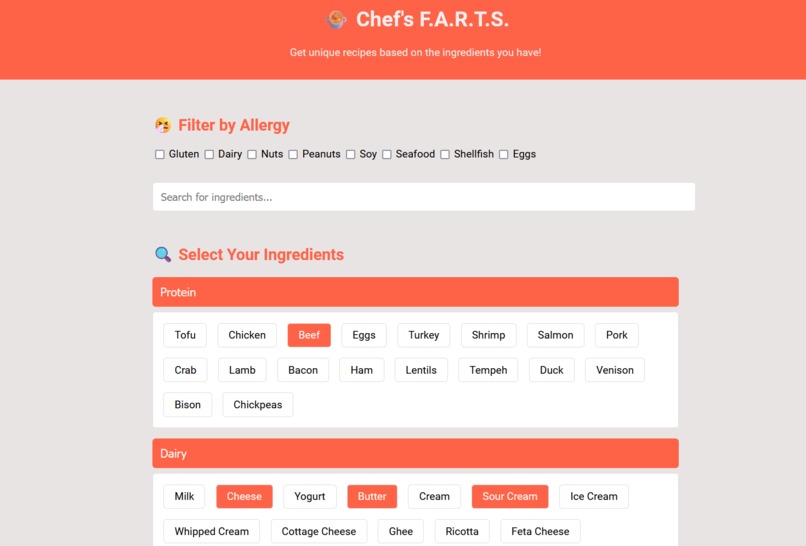 Chef's F.A.R.T.S.
Get unique recipes based on the ingredients you have!
Filter by Allergy
Gluten Dairy Nuts Peanuts Soy Seafood Shellfish Eggs
Search for ingredients...
Select Your Ingredients
Protein
Tofu Chicken Beef Eggs Turkey Shrimp Salmon Pork
Crab Lamb Bacon Ham Lentils Tempeh Duck Venison
Bison Chickpeas
Dairy
Milk Cheese Yogurt Butter Cream Sour Cream Ice Cream
Whipped Cream Cottage Cheese Ghee Ricotta Feta Cheese